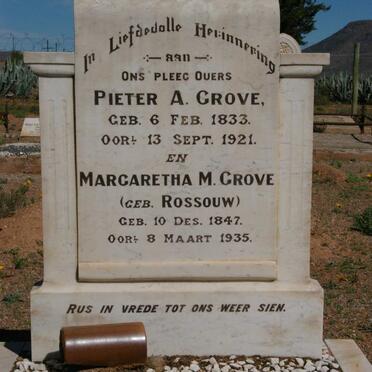 In Liefdevolle Herinnering
aan
Ons Pleeg Ouers
Pieter A. Grove,
Geb. 6 Feb. 1833.
Oorl. 13 Sept. 1921.
en
Margaretha M. Grove
(geb. Rossouw)
Geb. 10 Des. 1847.
Oorl. 8 Maart 1935.
Rus in vrede tot ons weer sien.